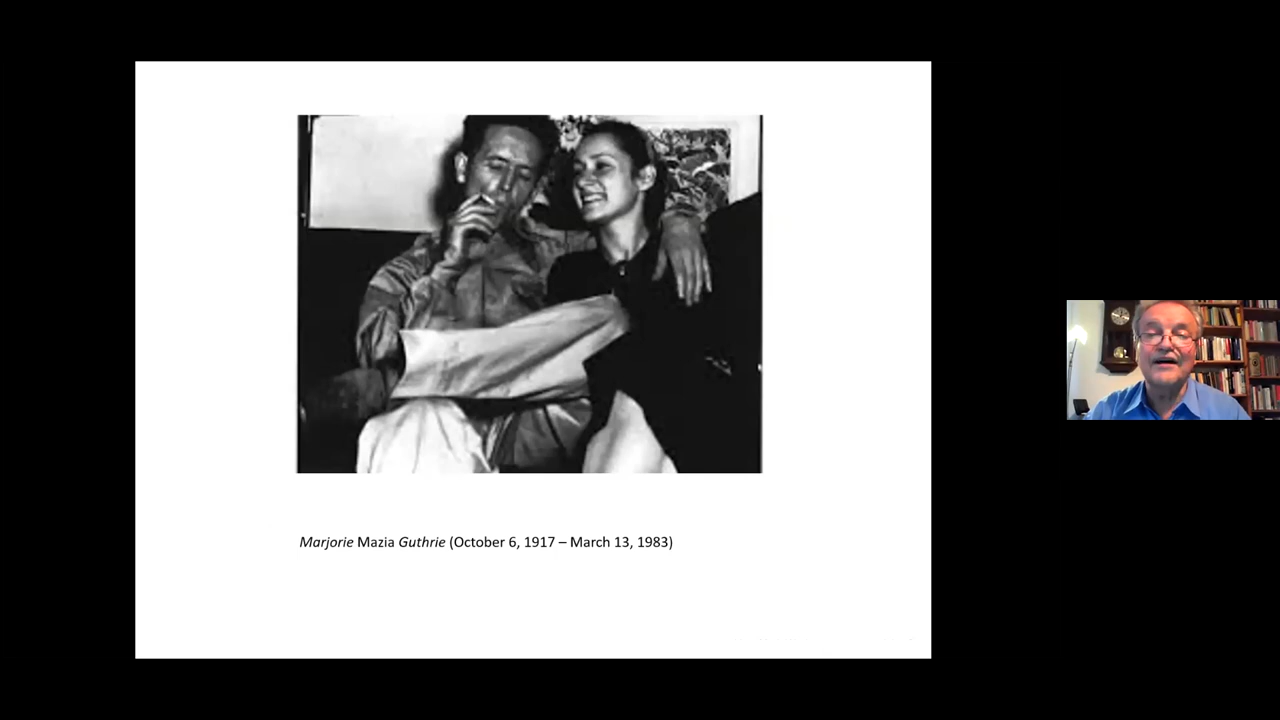 Marjorie Mazia Guthrie (October 6, 1917 – March 13, 1983)